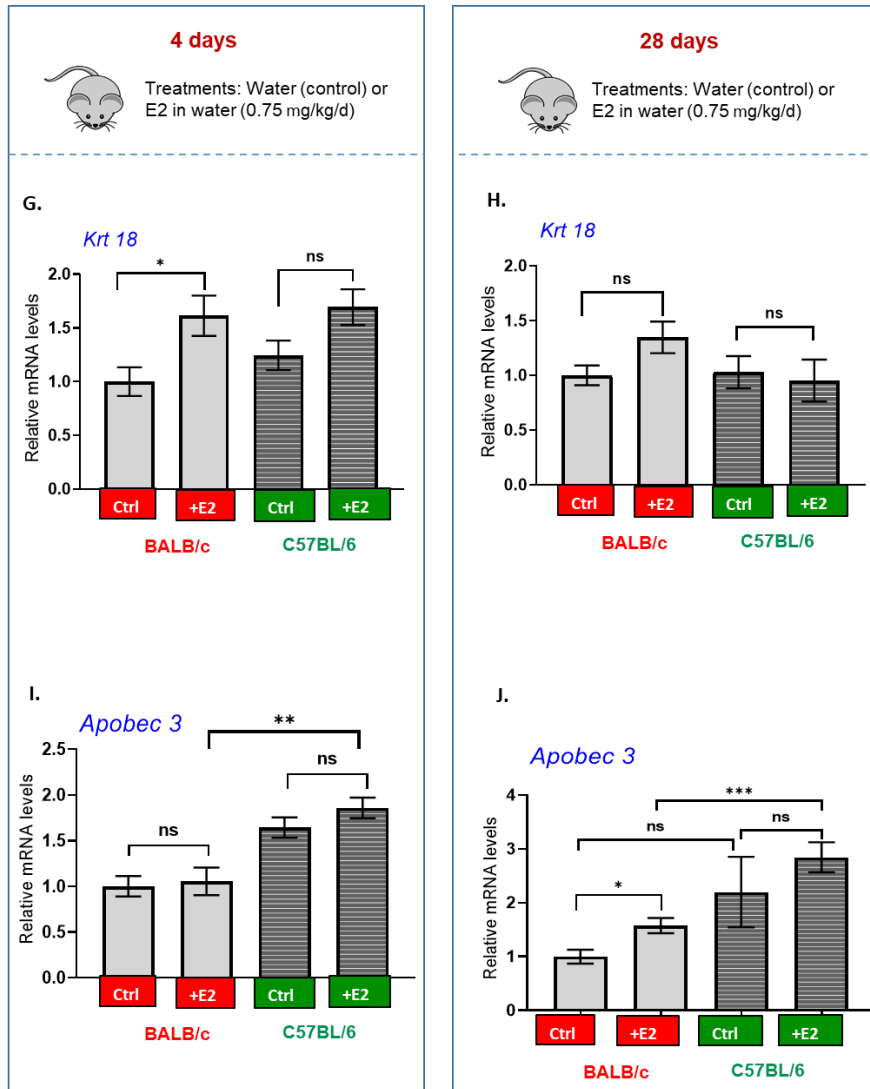 4 days
Treatments: Water (control) or
E2 in water (0.75 mg/kg/d)
G.
Krt 18
*
ns
Relative mRNA levels
2.0
1.5
1.0
0.5
0.0
Ctrl +E2 Ctrl +E2
BALB/c C57BL/6
I.
Apobec 3
**
ns
ns
Relative mRNA levels
2.5
2.0
1.5
1.0
0.5
0.0
Ctrl +E2 Ctrl +E2
BALB/c C57BL/6
28 days
Treatments: Water (control) or
E2 in water (0.75 mg/kg/d)
H.
Krt 18
ns
ns
Relative mRNA levels
2.0
1.5
1.0
0.5
0.0
Ctrl +E2 Ctrl +E2
BALB/c C57BL/6
J.
Apobec 3
***
ns
ns
*
Relative mRNA levels
4
3
2
1
0
Ctrl +E2 Ctrl +E2
BALB/c C57BL/6